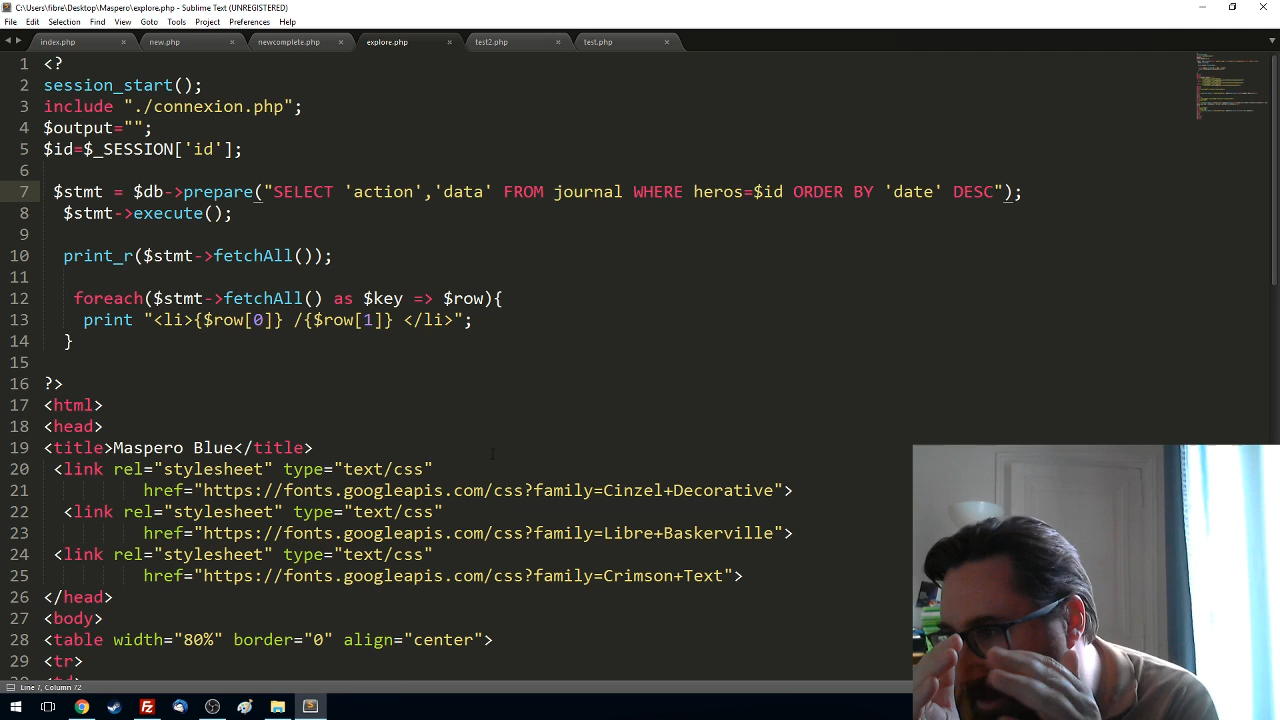 C:\Users\fibre\Desktop\Maspero\explore.php - Sublime Text (UNREGISTERED)
File Edit Selection Find View Goto Tools Project Preferences Help
index.php new.php newcomplete.php explore.php test2.php test.php
1 <?
2 session_start();
3 include "./connexion.php";
4 $output="";
5 $id=$_SESSION['id'];
6
7 $stmt = $db->prepare("SELECT 'action','data' FROM journal WHERE heros=$id ORDER BY 'date' DESC");
8 $stmt->execute();
9
10 print_r($stmt->fetchAll());
11
12 foreach($stmt->fetchAll() as $key => $row){
13 print "<li>{$row[0]} /{$row[1]} </li>";
14 }
15
16 ?>
17 <html>
18 <head>
19 <title>Maspero Blue</title>
20 <link rel="stylesheet" type="text/css"
21 href="https://fonts.googleapis.com/css?family=Cinzel+Decorative">
22 <link rel="stylesheet" type="text/css"
23 href="https://fonts.googleapis.com/css?family=Libre+Baskerville">
24 <link rel="stylesheet" type="text/css"
25 href="https://fonts.googleapis.com/css?family=Crimson+Text">
26 </head>
27 <body>
28 <table width="80%" border="0" align="center">
29 <tr>
Line 7, Column 72